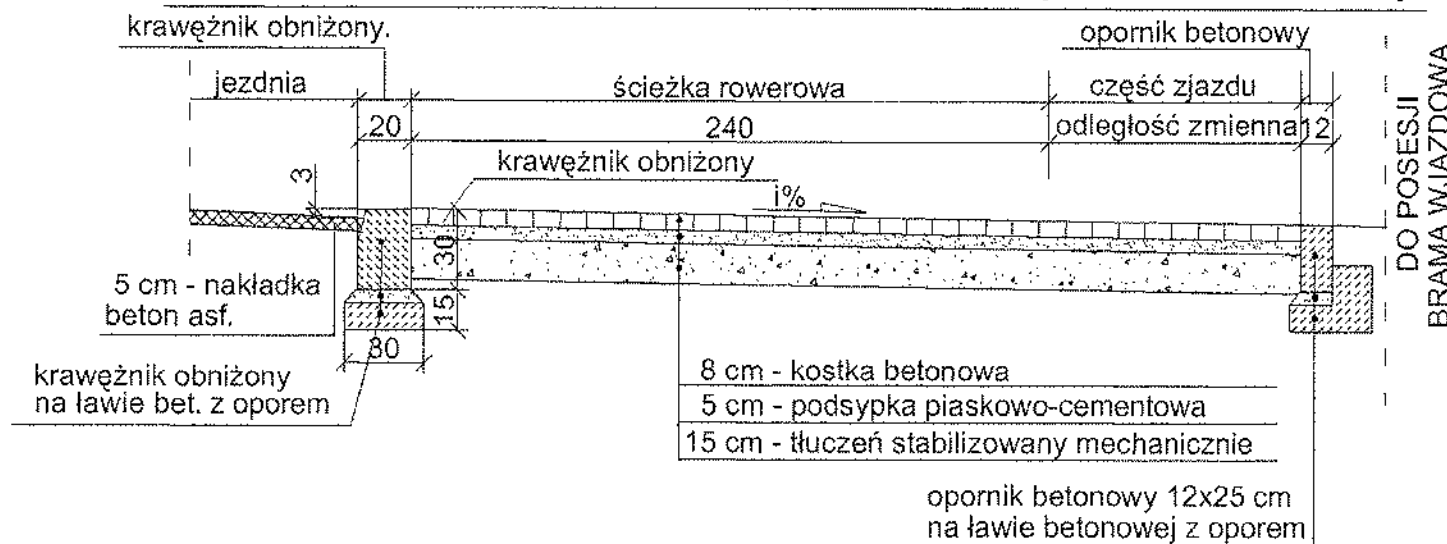 krawężnik obniżony.
opornik betonowy
jezdnia
ścieżka rowerowa
część zjazdu
20
240
odległość zmienna
12
krawężnik obniżony
3
i%
30
15
30
5 cm - nakładka
beton asf.
krawężnik obniżony
na ławie bet. z oporem
8 cm - kostka betonowa
5 cm - podsypka piaskowo-cementowa
15 cm - tłuczeń stabilizowany mechanicznie
opornik betonowy 12x25 cm
na ławie betonowej z oporem
DO POSESJI
BRAMA WJAZDOWA